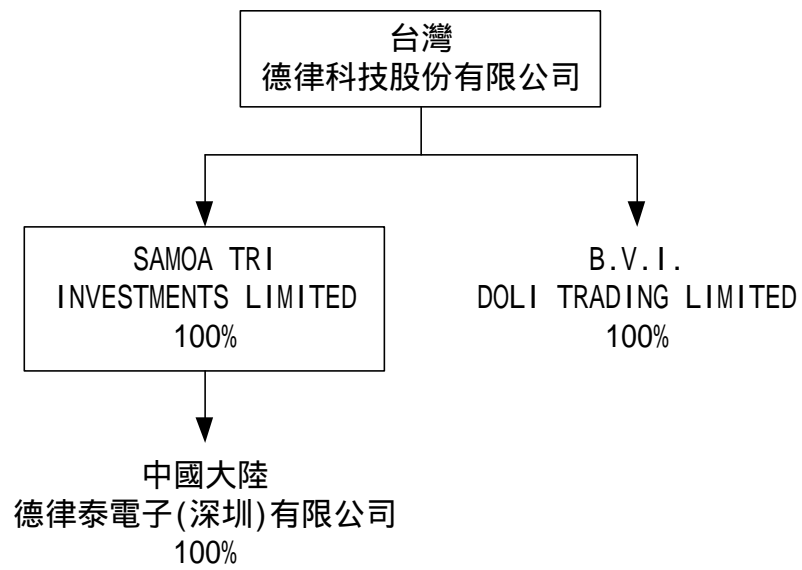 台灣
德律科技股份有限公司
SAMOA TRI
INVESTMENTS LIMITED
100%
B.V.I.
DOLI TRADING LIMITED
100%
中國大陸
德律泰電子(深圳)有限公司
100%